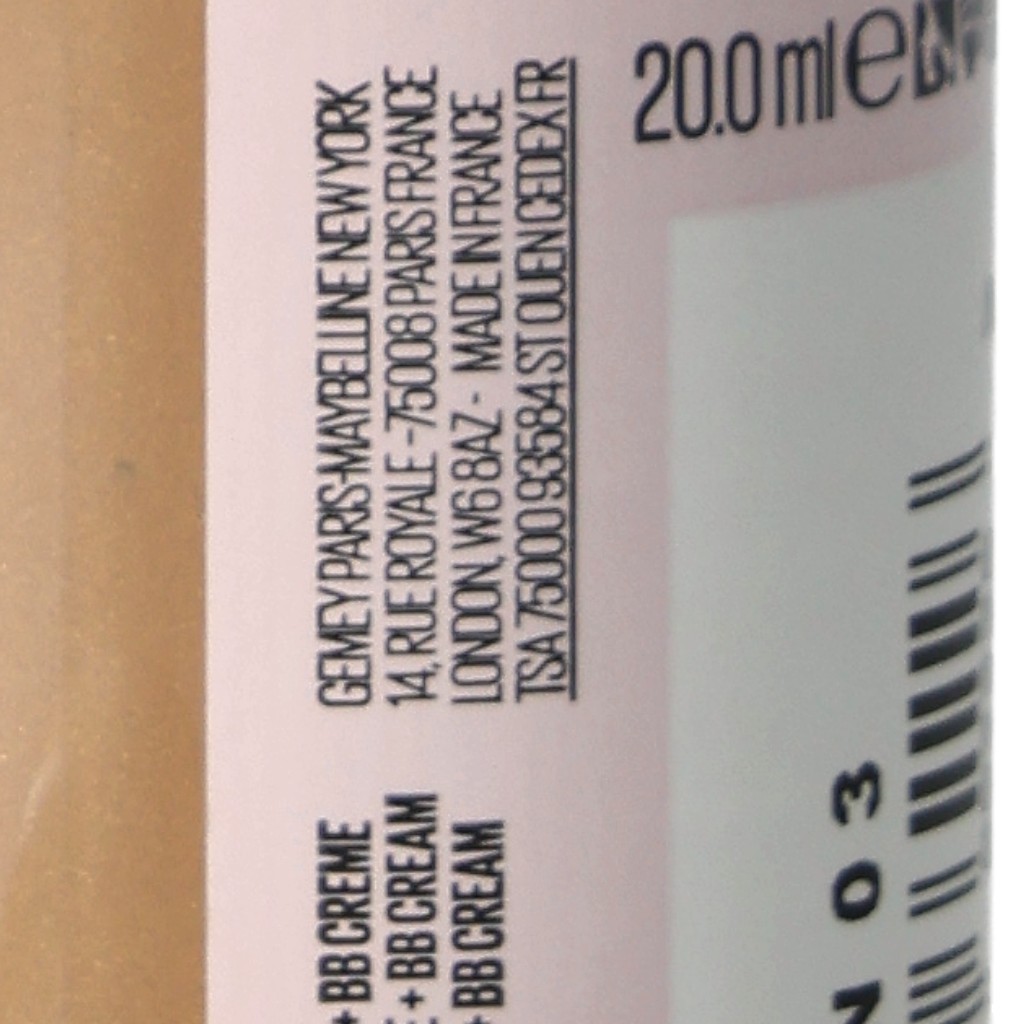 GEMEY PARIS-MAYBELLINE NEW YORK
14, RUE ROYALE - 75008 PARIS FRANCE
LONDON, W6 8AZ - MADE IN FRANCE
TSA 75000 93584 ST OUEN CEDEX FR
+ BB CREME
+ BB CREAM
+ BB CREAM
20.0 ml e
N 03